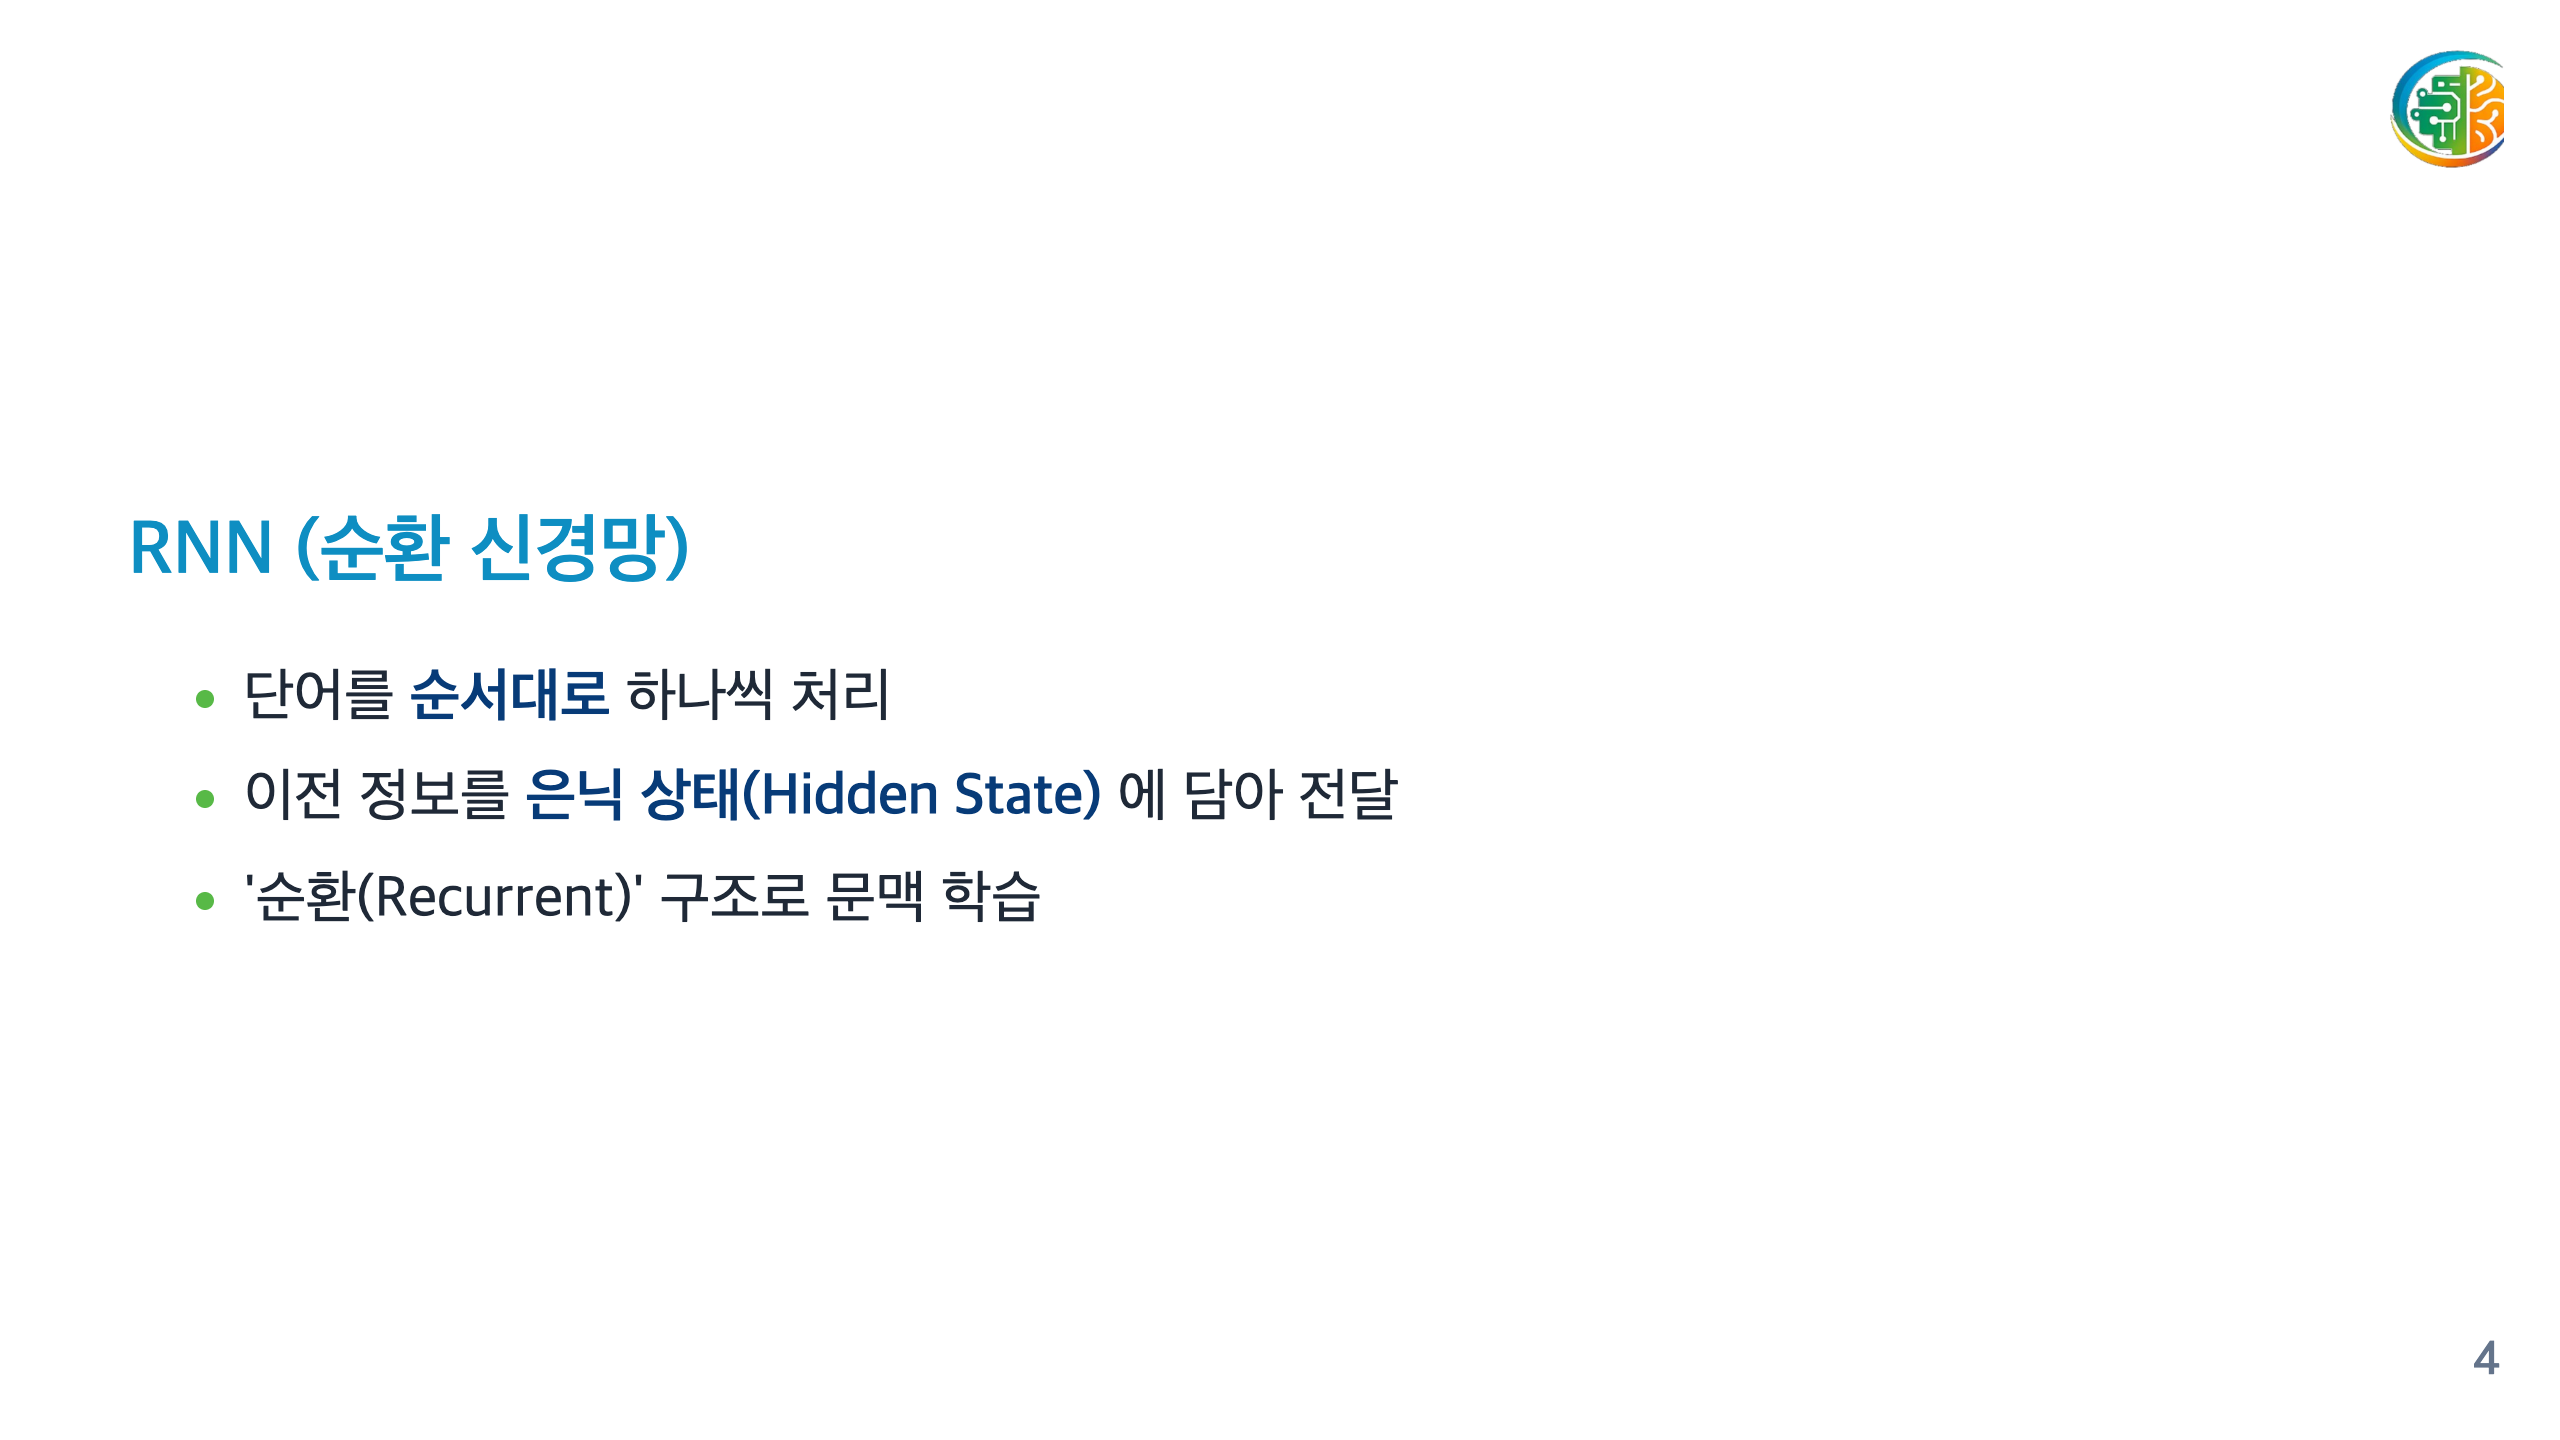 RNN (순환 신경망)
단어를 순서대로 하나씩 처리
이전 정보를 은닉 상태(Hidden State) 에 담아 전달
'순환(Recurrent)' 구조로 문맥 학습
4